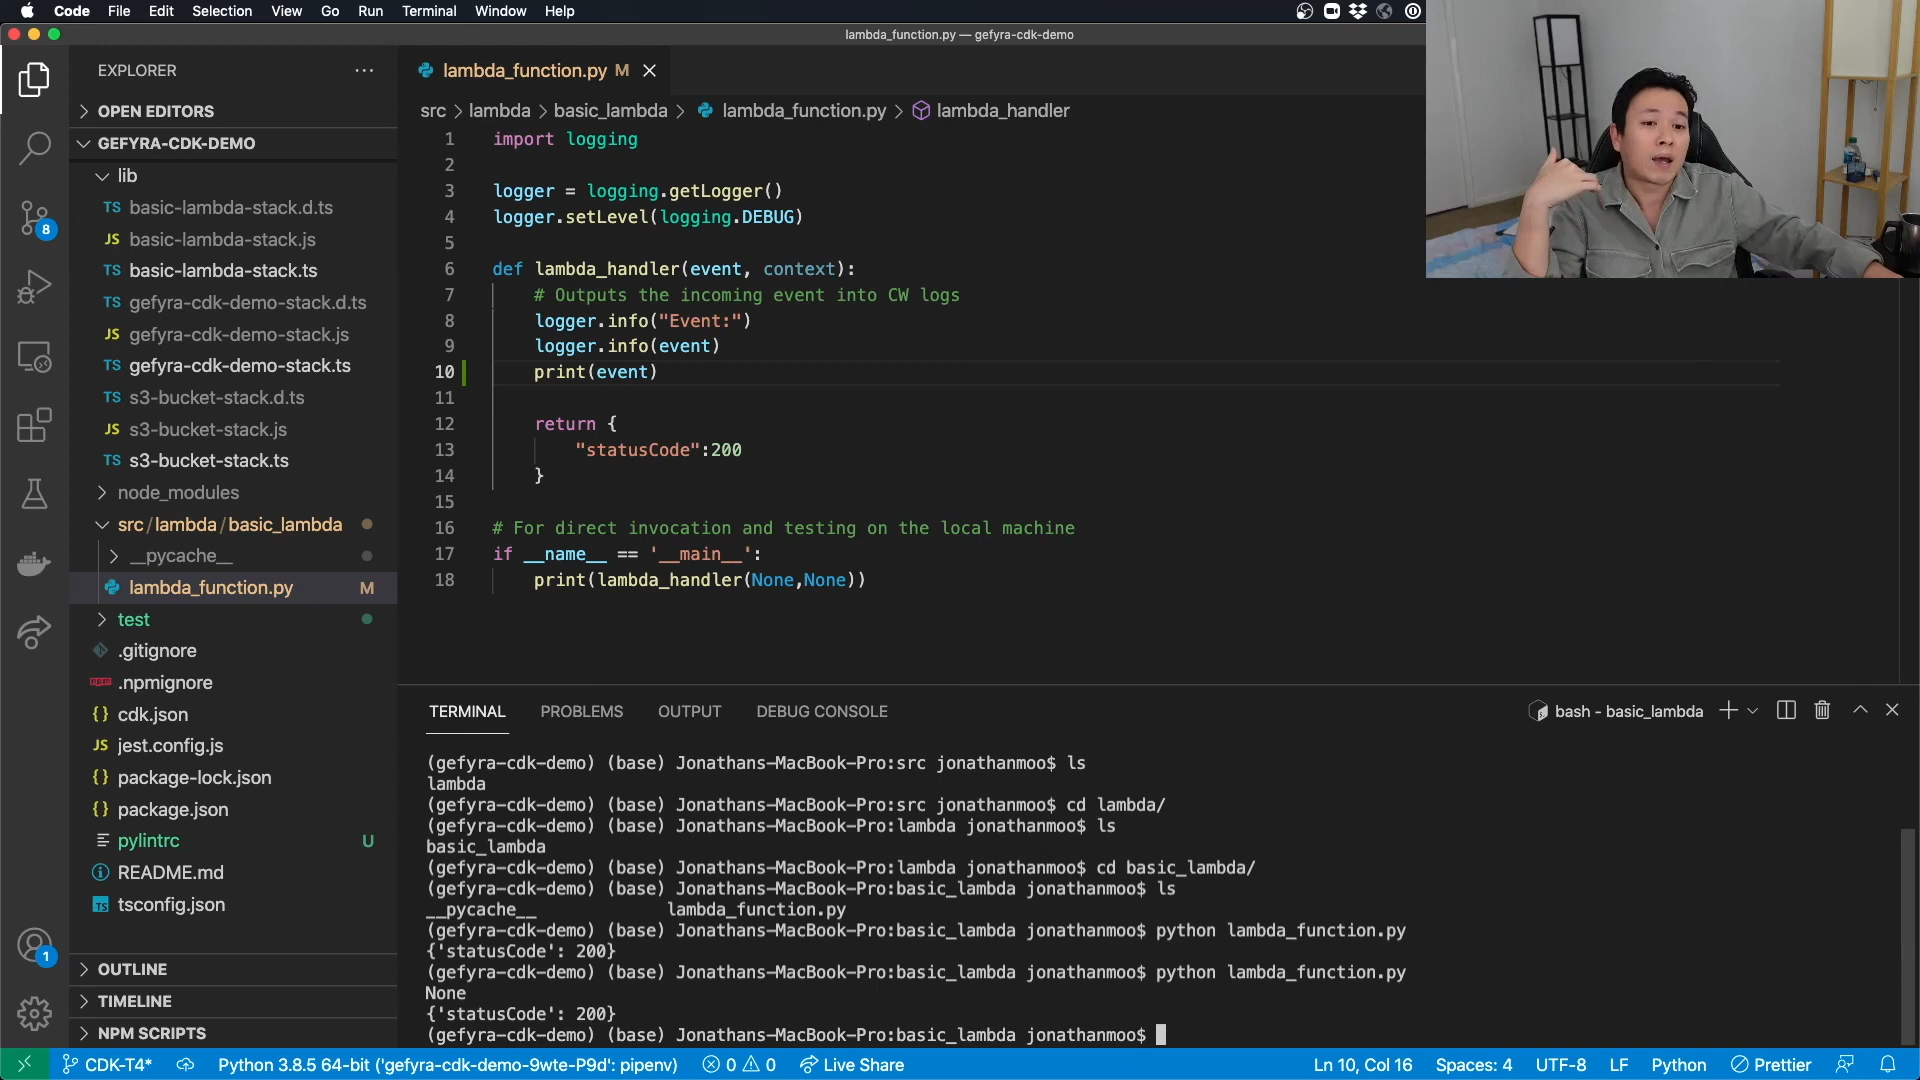 Code File Edit Selection View Go Run Terminal Window Help
lambda_function.py — gefyra-cdk-demo
EXPLORER
OPEN EDITORS
GEFYRA-CDK-DEMO
lib
TS basic-lambda-stack.d.ts
JS basic-lambda-stack.js
TS basic-lambda-stack.ts
TS gefyra-cdk-demo-stack.d.ts
JS gefyra-cdk-demo-stack.js
TS gefyra-cdk-demo-stack.ts
TS s3-bucket-stack.d.ts
JS s3-bucket-stack.js
TS s3-bucket-stack.ts
node_modules
src/lambda/basic_lambda
__pycache__
lambda_function.py M
test
.gitignore
.npmignore
{} cdk.json
JS jest.config.js
{} package-lock.json
{} package.json
pylintrc U
README.md
TS tsconfig.json
OUTLINE
TIMELINE
NPM SCRIPTS
8
1
lambda_function.py M
src > lambda > basic_lambda > lambda_function.py > lambda_handler
1 import logging
2
3 logger = logging.getLogger()
4 logger.setLevel(logging.DEBUG)
5
6 def lambda_handler(event, context):
7 # Outputs the incoming event into CW logs
8 logger.info("Event:")
9 logger.info(event)
10 print(event)
11
12 return {
13 "statusCode":200
14 }
15
16 # For direct invocation and testing on the local machine
17 if __name__ == '__main__':
18 print(lambda_handler(None,None))
TERMINAL PROBLEMS OUTPUT DEBUG CONSOLE
bash - basic_lambda
(gefyra-cdk-demo) (base) Jonathans-MacBook-Pro:src jonathanmoo$ ls
lambda
(gefyra-cdk-demo) (base) Jonathans-MacBook-Pro:src jonathanmoo$ cd lambda/
(gefyra-cdk-demo) (base) Jonathans-MacBook-Pro:lambda jonathanmoo$ ls
basic_lambda
(gefyra-cdk-demo) (base) Jonathans-MacBook-Pro:lambda jonathanmoo$ cd basic_lambda/
(gefyra-cdk-demo) (base) Jonathans-MacBook-Pro:basic_lambda jonathanmoo$ ls
__pycache__ lambda_function.py
(gefyra-cdk-demo) (base) Jonathans-MacBook-Pro:basic_lambda jonathanmoo$ python lambda_function.py
{'statusCode': 200}
(gefyra-cdk-demo) (base) Jonathans-MacBook-Pro:basic_lambda jonathanmoo$ python lambda_function.py
None
{'statusCode': 200}
(gefyra-cdk-demo) (base) Jonathans-MacBook-Pro:basic_lambda jonathanmoo$
CDK-T4* Python 3.8.5 64-bit ('gefyra-cdk-demo-9wte-P9d': pipenv) 0 0 Live Share Ln 10, Col 16 Spaces: 4 UTF-8 LF Python Prettier